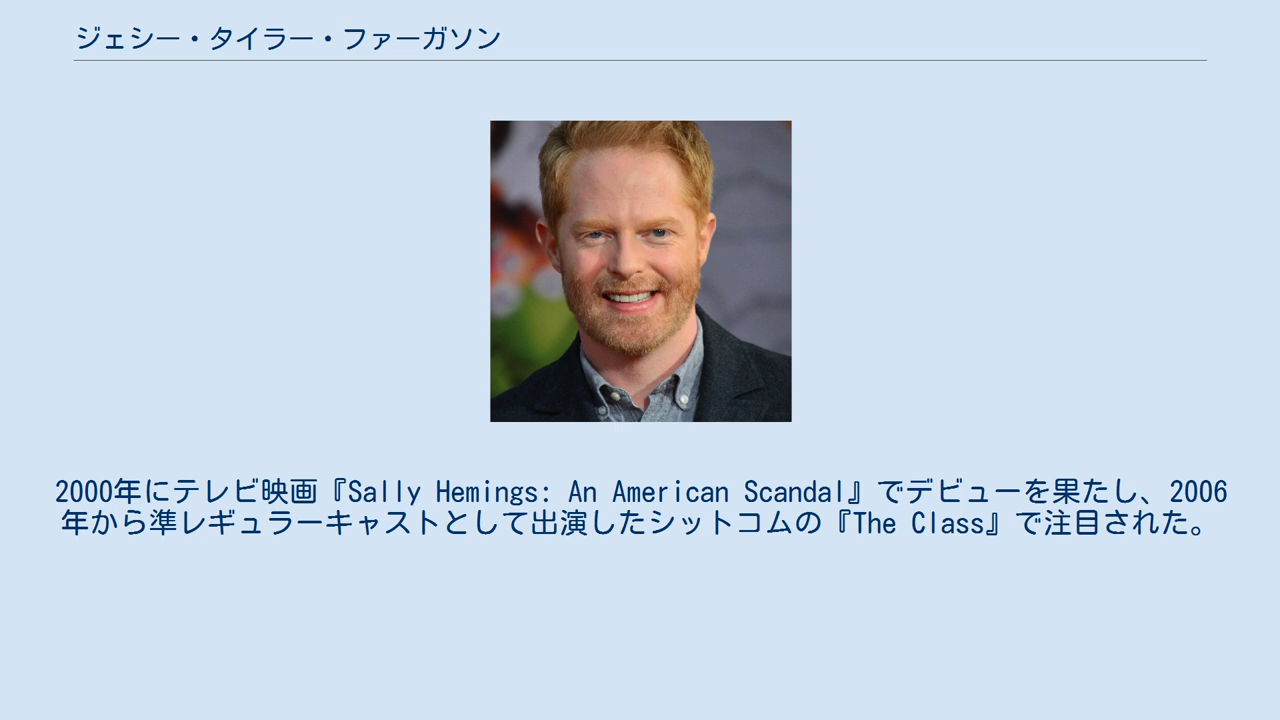 ジェシー・タイラー・ファーガソン
2000年にテレビ映画『Sally Hemings: An American Scandal』でデビューを果たし、2006
年から準レギュラーキャストとして出演したシットコムの『The Class』で注目された。